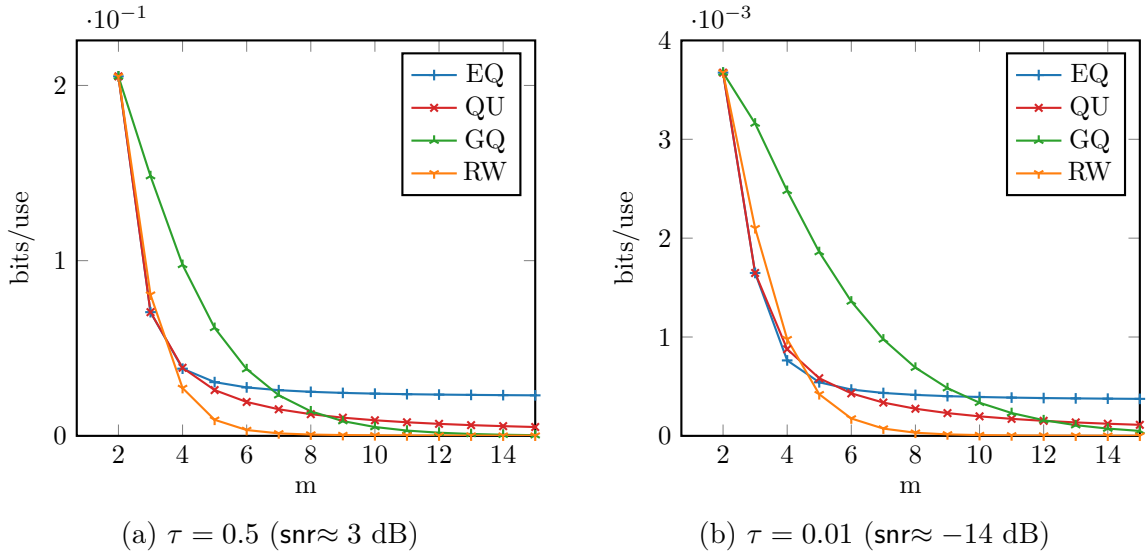 ·10⁻¹
2
1
0
bits/use
2 4 6 8 10 12 14
m
EQ
QU
GQ
RW
(a) τ = 0.5 (snr≈ 3 dB)
·10⁻³
4
3
2
1
0
bits/use
2 4 6 8 10 12 14
m
EQ
QU
GQ
RW
(b) τ = 0.01 (snr≈ −14 dB)